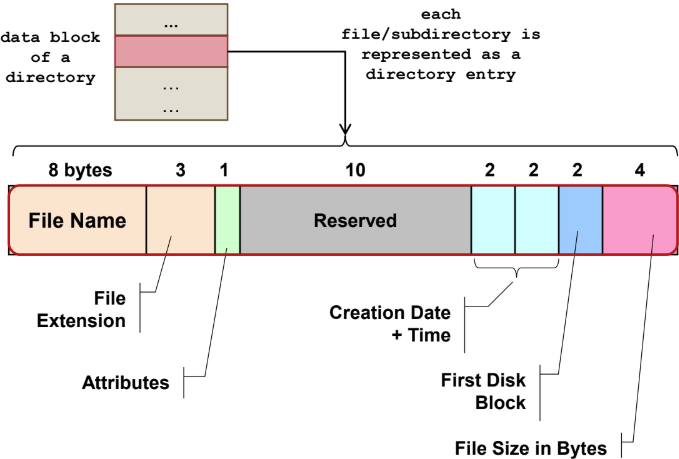 data block
of a
directory
...
...
...
each
file/subdirectory is
represented as a
directory entry
8 bytes 3 1 10 2 2 2 4
File Name Reserved
File
Extension
Attributes
Creation Date
+ Time
First Disk
Block
File Size in Bytes